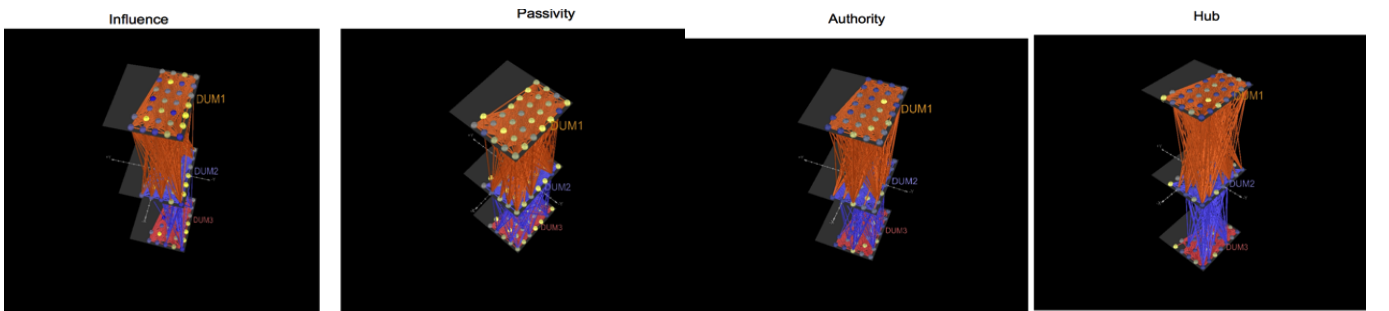 Influence
Passivity
Authority
Hub
DUM1
DUM2
DUM3
DUM1
DUM2
DUM3
DUM1
DUM2
DUM3
DUM1
DUM2
DUM3